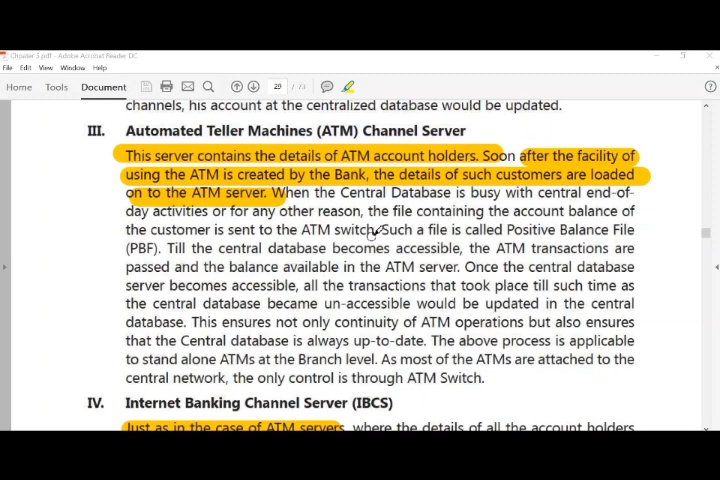 Chpater 5.pdf - Adobe Acrobat Reader DC
File Edit View Window Help
Home Tools Document 29 / 73
channels, his account at the centralized database would be updated.
III. Automated Teller Machines (ATM) Channel Server
This server contains the details of ATM account holders. Soon after the facility of
using the ATM is created by the Bank, the details of such customers are loaded
on to the ATM server. When the Central Database is busy with central end-of-
day activities or for any other reason, the file containing the account balance of
the customer is sent to the ATM switch. Such a file is called Positive Balance File
(PBF). Till the central database becomes accessible, the ATM transactions are
passed and the balance available in the ATM server. Once the central database
server becomes accessible, all the transactions that took place till such time as
the central database became un-accessible would be updated in the central
database. This ensures not only continuity of ATM operations but also ensures
that the Central database is always up-to-date. The above process is applicable
to stand alone ATMs at the Branch level. As most of the ATMs are attached to the
central network, the only control is through ATM Switch.
IV. Internet Banking Channel Server (IBCS)
Just as in the case of ATM servers, where the details of all the account holders